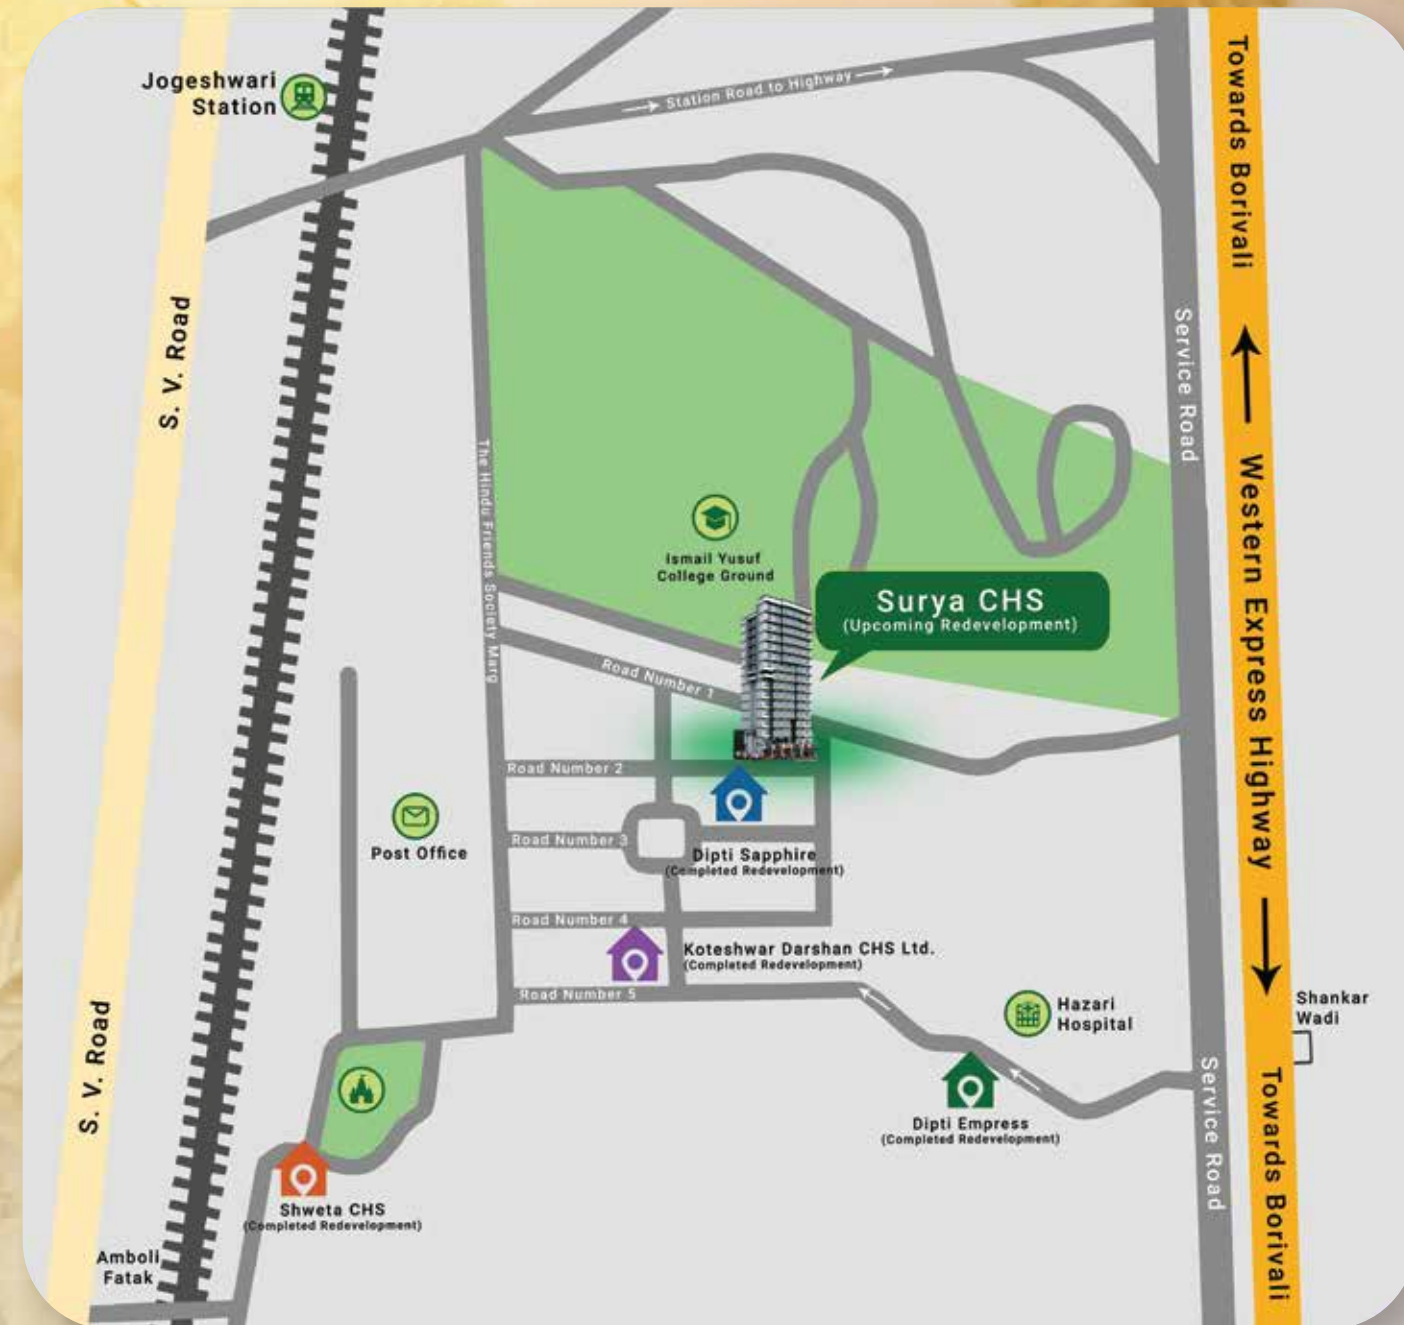 Jogeshwari
Station
Station Road to Highway
Towards Borivali
S. V. Road
Service Road
The Hindu Friends Society Marg
Western Express Highway
Ismail Yusuf
College Ground
Surya CHS
(Upcoming Redevelopment)
Road Number 1
Road Number 2
Post Office
Road Number 3
Dipti Sapphire
(Completed Redevelopment)
Road Number 4
Koteshwar Darshan CHS Ltd.
(Completed Redevelopment)
Road Number 5
Hazari
Hospital
Shankar
Wadi
S. V. Road
Service Road
Towards Borivali
Dipti Empress
(Completed Redevelopment)
Shweta CHS
(Completed Redevelopment)
Amboli
Fatak